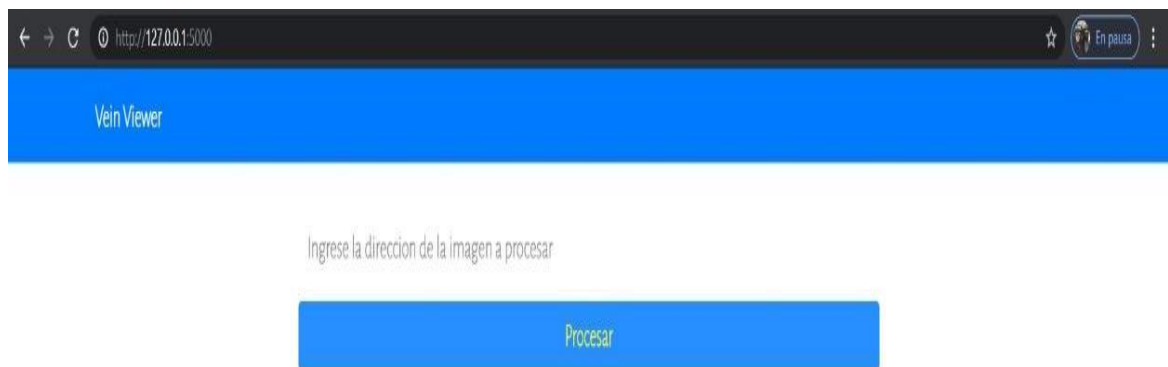 http://127.0.0.1:5000
En pausa
Vein Viewer
Ingrese la direccion de la imagen a procesar
Procesar